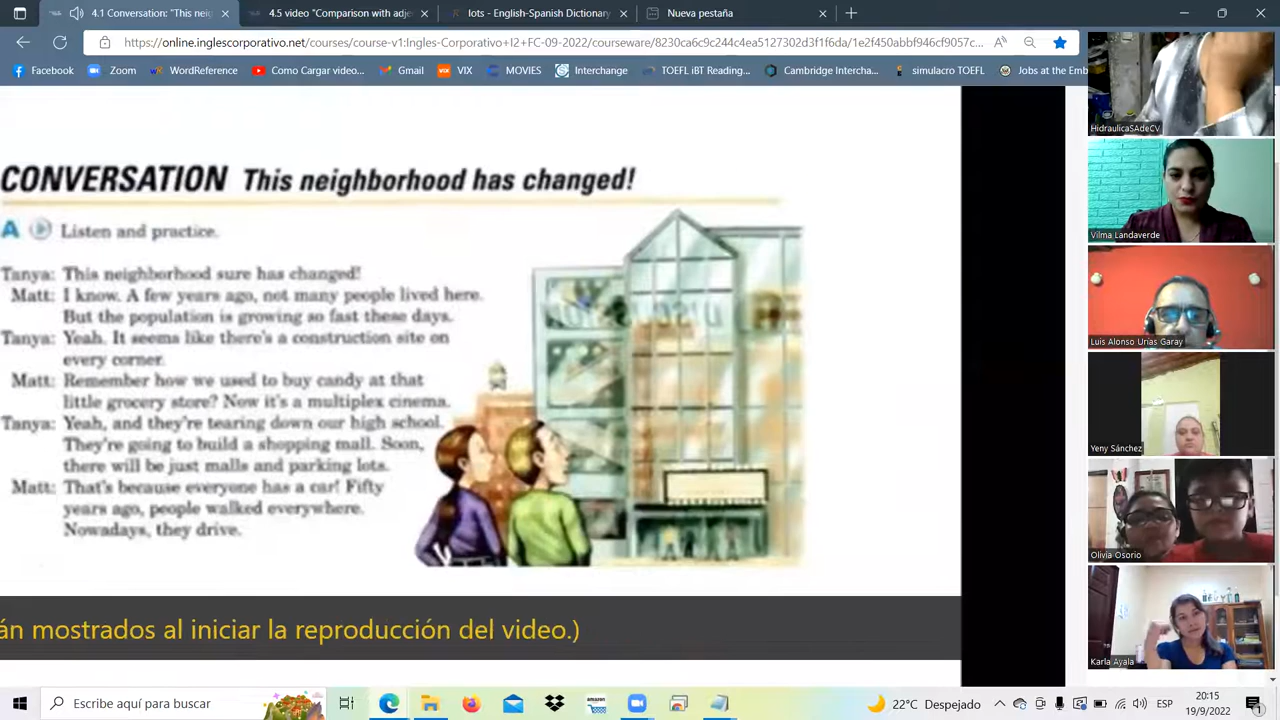 4.1 Conversation: "This neig
4.5 video "Comparison with adje
lots - English-Spanish Dictionary
Nueva pestaña
https://online.inglescorporativo.net/courses/course-v1:Ingles-Corporativo+I2+FC-09-2022/courseware/8230ca6c9c244c4ea5127302d3f1f6da/1e2f450abbf946cf9057c...
Facebook
Zoom
WordReference
Como Cargar video...
Gmail
VIX
MOVIES
Interchange
TOEFL iBT Reading...
Cambridge Intercha...
simulacro TOEFL
Jobs at the Emb
CONVERSATION This neighborhood has changed!
A Listen and practice.
Tanya: This neighborhood sure has changed!
Matt: I know. A few years ago, not many people lived here.
But the population is growing so fast these days.
Tanya: Yeah. It seems like there's a construction site on
every corner.
Matt: Remember how we used to buy candy at that
little grocery store? Now it's a multiplex cinema.
Tanya: Yeah, and they're tearing down our high school.
They're going to build a shopping mall. Soon,
there will be just malls and parking lots.
Matt: That's because everyone has a car! Fifty
years ago, people walked everywhere.
Nowadays, they drive.
án mostrados al iniciar la reproducción del video.)
HidraulicaSAdeCV
Vilma Landaverde
Luis Alonso Urias Garay
Yeny Sánchez
Olivia Osorio
Karla Ayala
Escribe aquí para buscar
amazon
22°C Despejado
ESP
20:15
19/9/2022
1